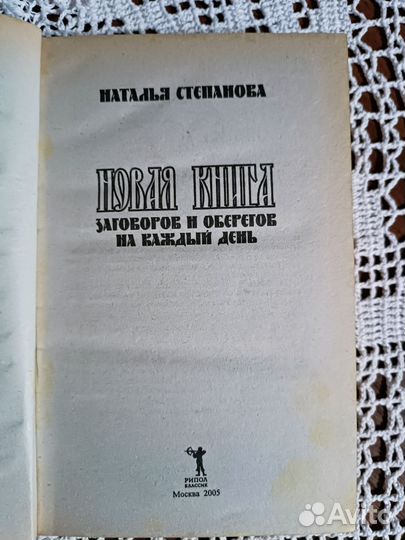 НАТАЛЬЯ СТЕПАНОВА
НОВАЯ КНИГА
ЗАГОВОРОВ И ОБЕРЕГОВ
НА КАЖДЫЙ ДЕНЬ
РИПОЛ
КЛАССИК
Москва 2005
Avito